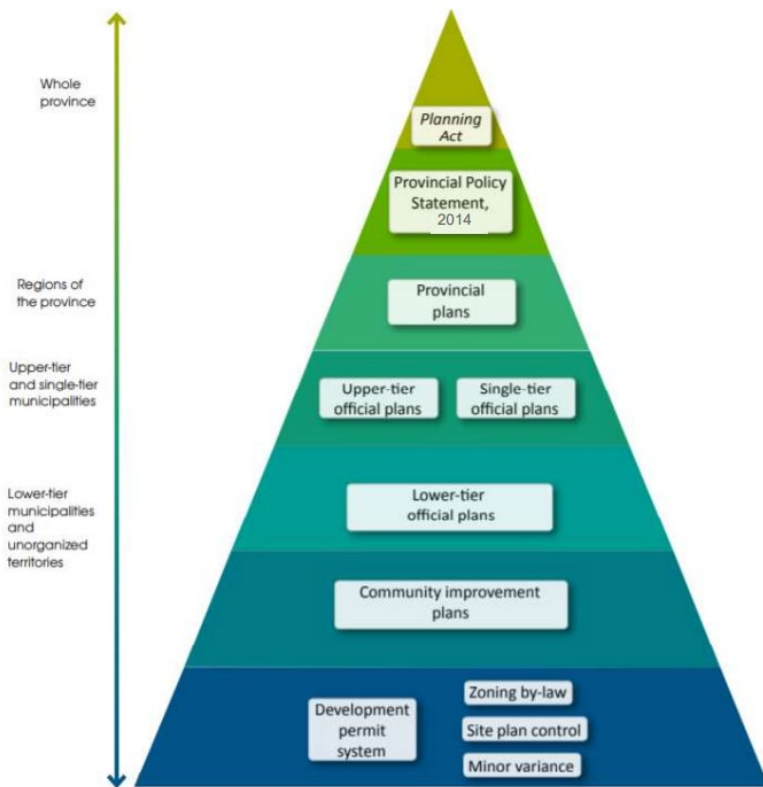 Whole
province
Planning
Act
Provincial Policy
Statement,
2014
Regions of
the province
Provincial
plans
Upper-tier
and single-tier
municipalities
Upper-tier
official plans
Single-tier
official plans
Lower-tier
municipalities
and
unorganized
territories
Lower-tier
official plans
Community improvement
plans
Development
permit
system
Zoning by-law
Site plan control
Minor variance